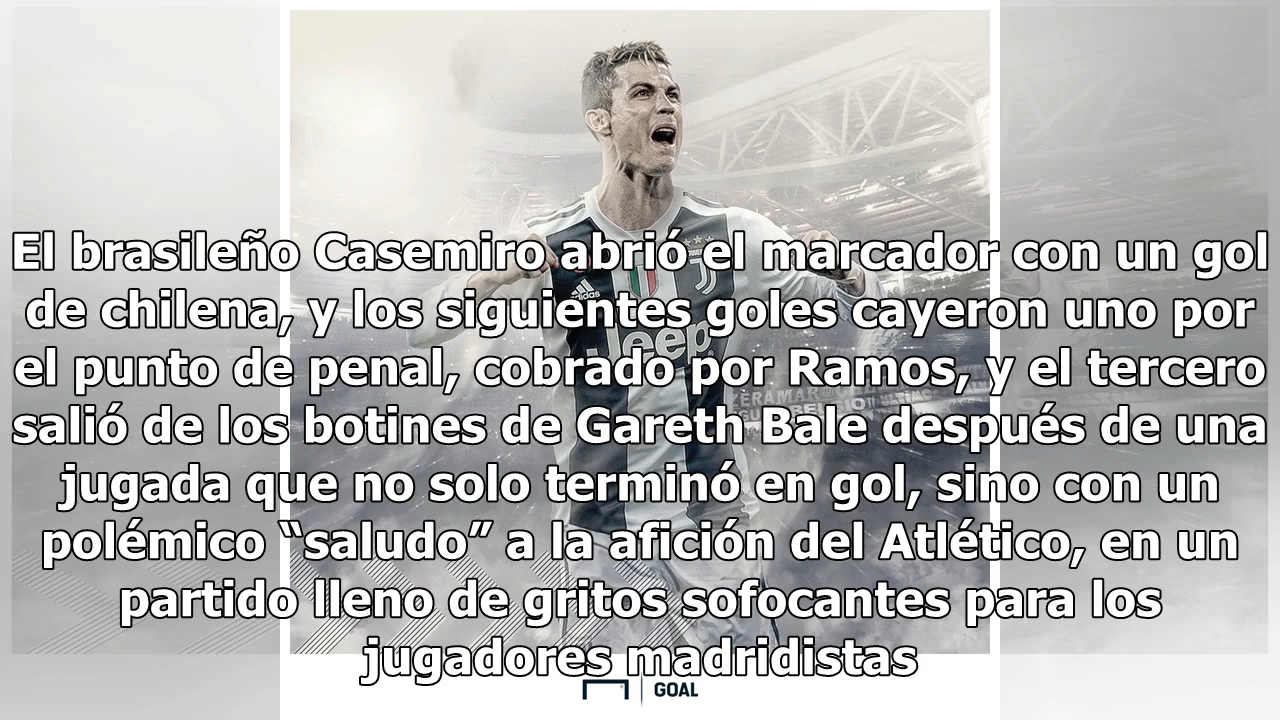 El brasileño Casemiro abrió el marcador con un gol
de chilena, y los siguientes goles cayeron uno por
el punto de penal, cobrado por Ramos, y el tercero
salió de los botines de Gareth Bale después de una
jugada que no solo terminó en gol, sino con un
polémico “saludo” a la afición del Atlético, en un
partido lleno de gritos sofocantes para los
jugadores madridistas
adidas
Jeep
GOAL